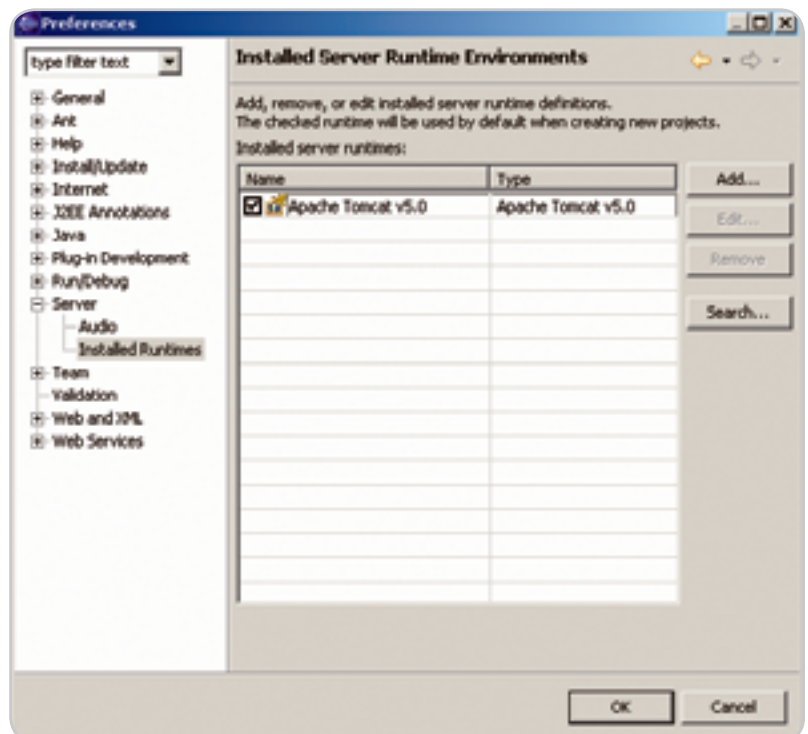 Preferences
type filter text
General
Ant
Help
Install/Update
Internet
J2EE Annotations
Java
Plug-in Development
Run/Debug
Server
Audio
Installed Runtimes
Team
Validation
Web and XML
Web Services
Installed Server Runtime Environments
Add, remove, or edit installed server runtime definitions.
The checked runtime will be used by default when creating new projects.
Installed server runtimes:
Name Type
Apache Tomcat v5.0 Apache Tomcat v5.0
Add...
Edit...
Remove
Search...
OK Cancel